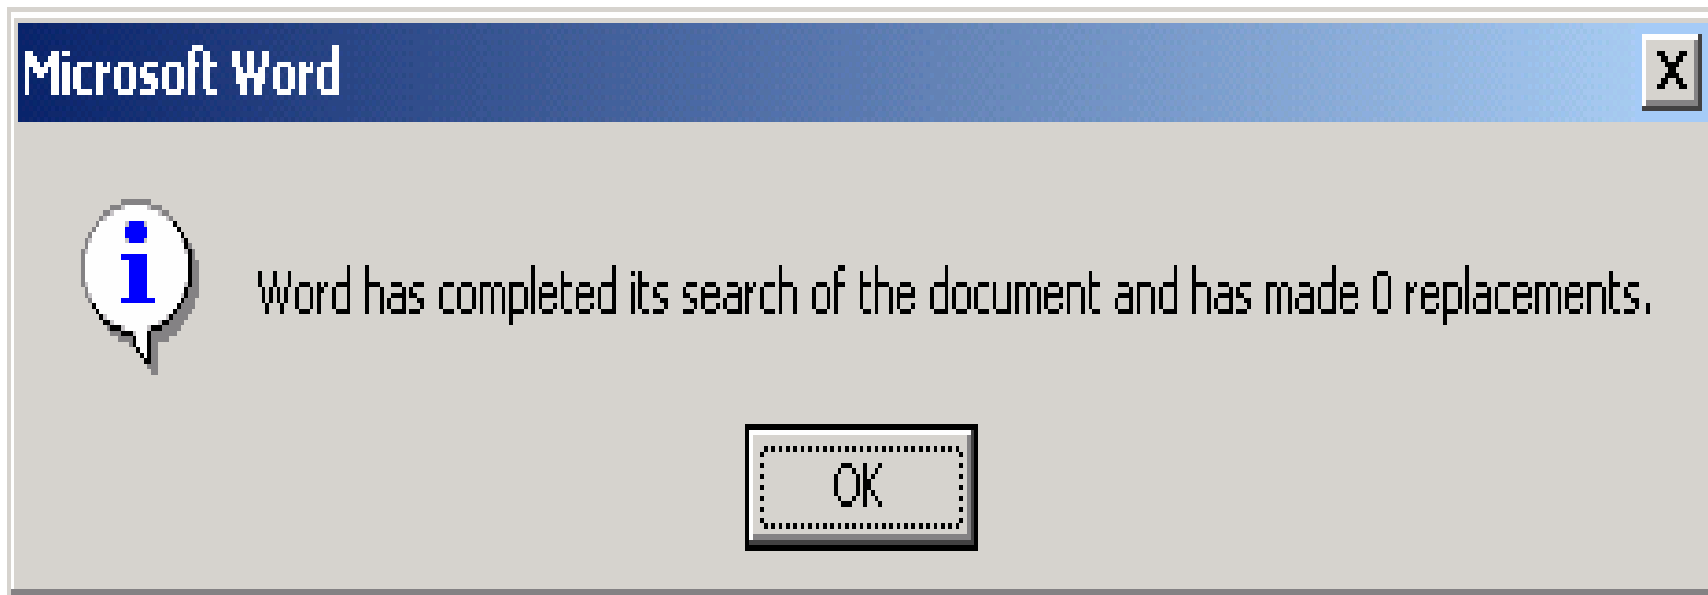 Microsoft Word
X
i
Word has completed its search of the document and has made 0 replacements.
OK